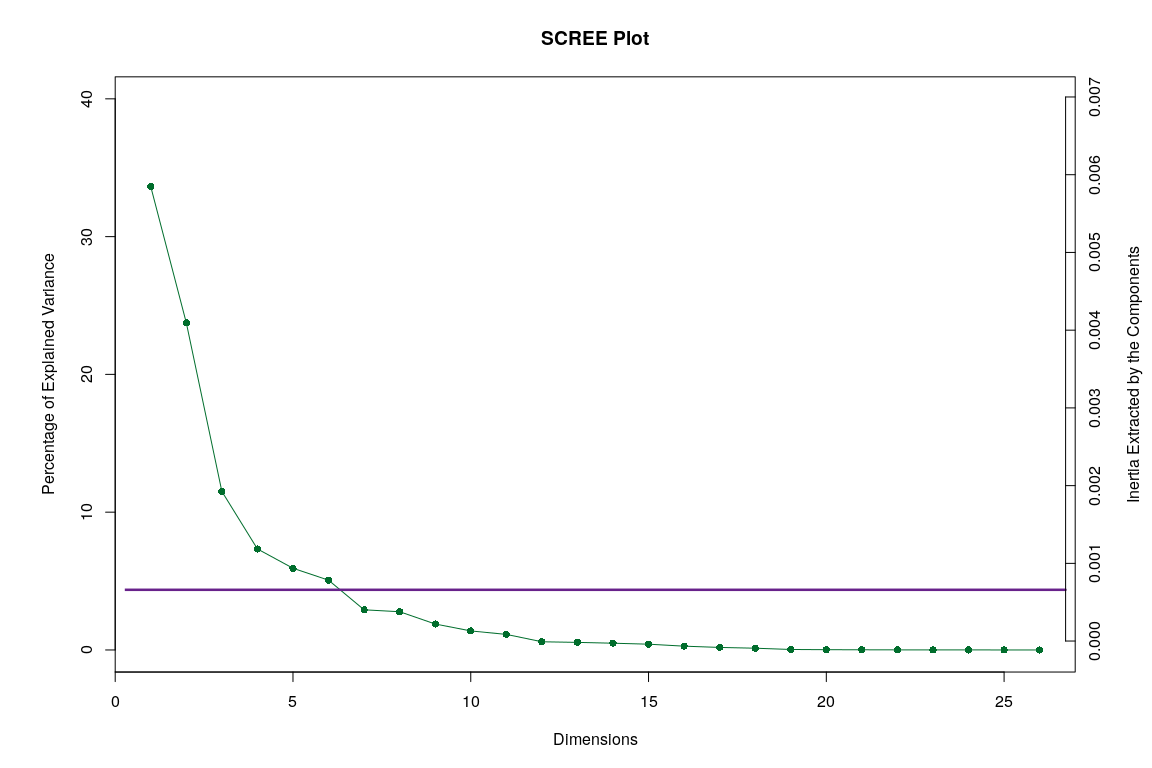 SCREE Plot
Percentage of Explained Variance
40
30
20
10
0
0.007
0.006
0.005
0.004
0.003
0.002
0.001
0.000
Inertia Extracted by the Components
0 5 10 15 20 25
Dimensions